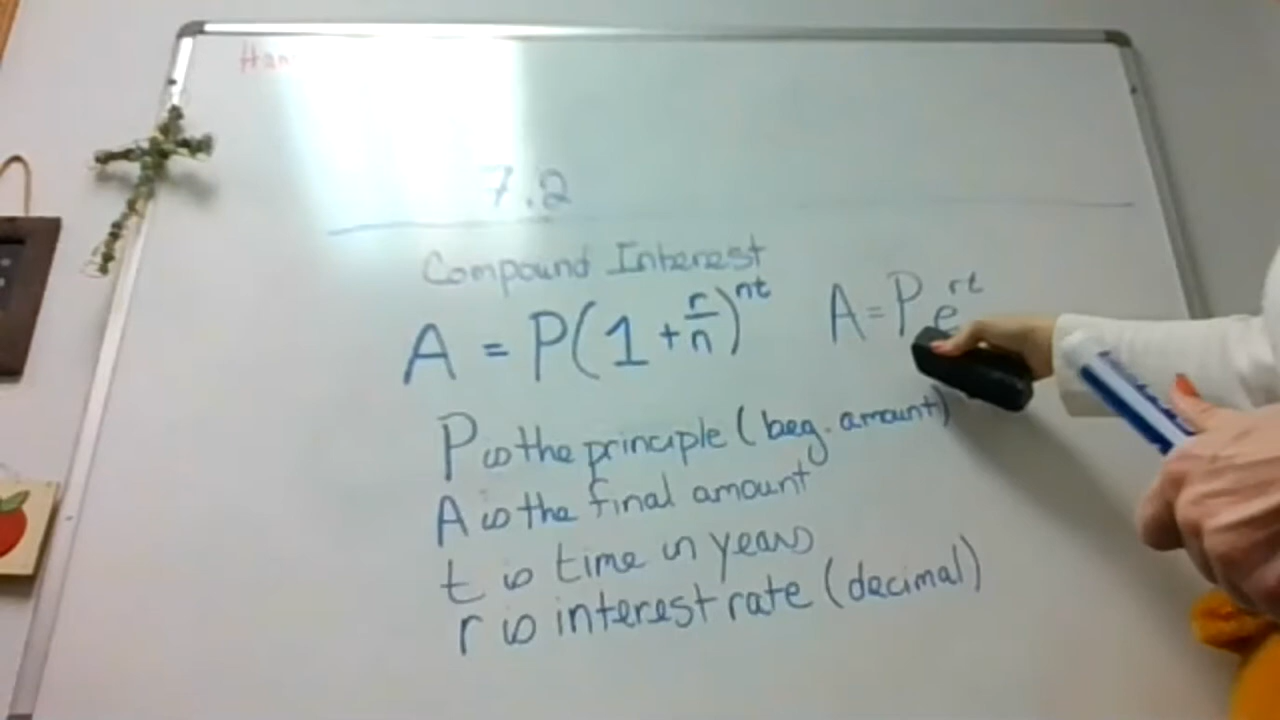 Han
7.2
Compound Interest
A = P(1 + r/n)^nt A = Pe^rt
P is the principle (beg. amount)
A is the final amount
t is time in years
r is interest rate (decimal)